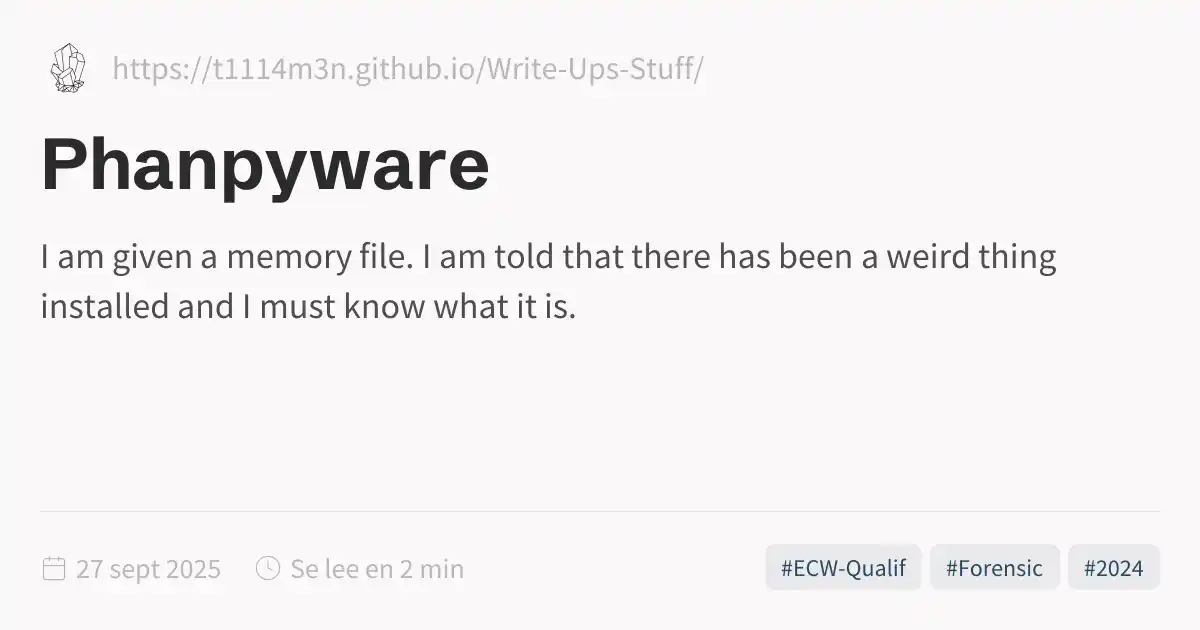 https://t1114m3n.github.io/Write-Ups-Stuff/
Phanpyware
I am given a memory file. I am told that there has been a weird thing
installed and I must know what it is.
27 sept 2025
Se lee en 2 min
#ECW-Qualif
#Forensic
#2024